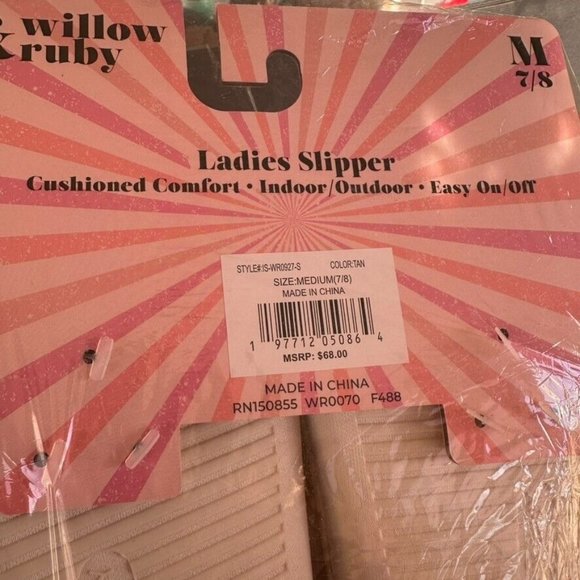 willow
& ruby
M
7/8
Ladies Slipper
Cushioned Comfort • Indoor/Outdoor • Easy On/Off
STYLE#:IS-WR0927-S COLOR:TAN
SIZE:MEDIUM(7/8)
MADE IN CHINA
1 97712 05086 4
MSRP: $68.00
MADE IN CHINA
RN150855 WR0070 F488